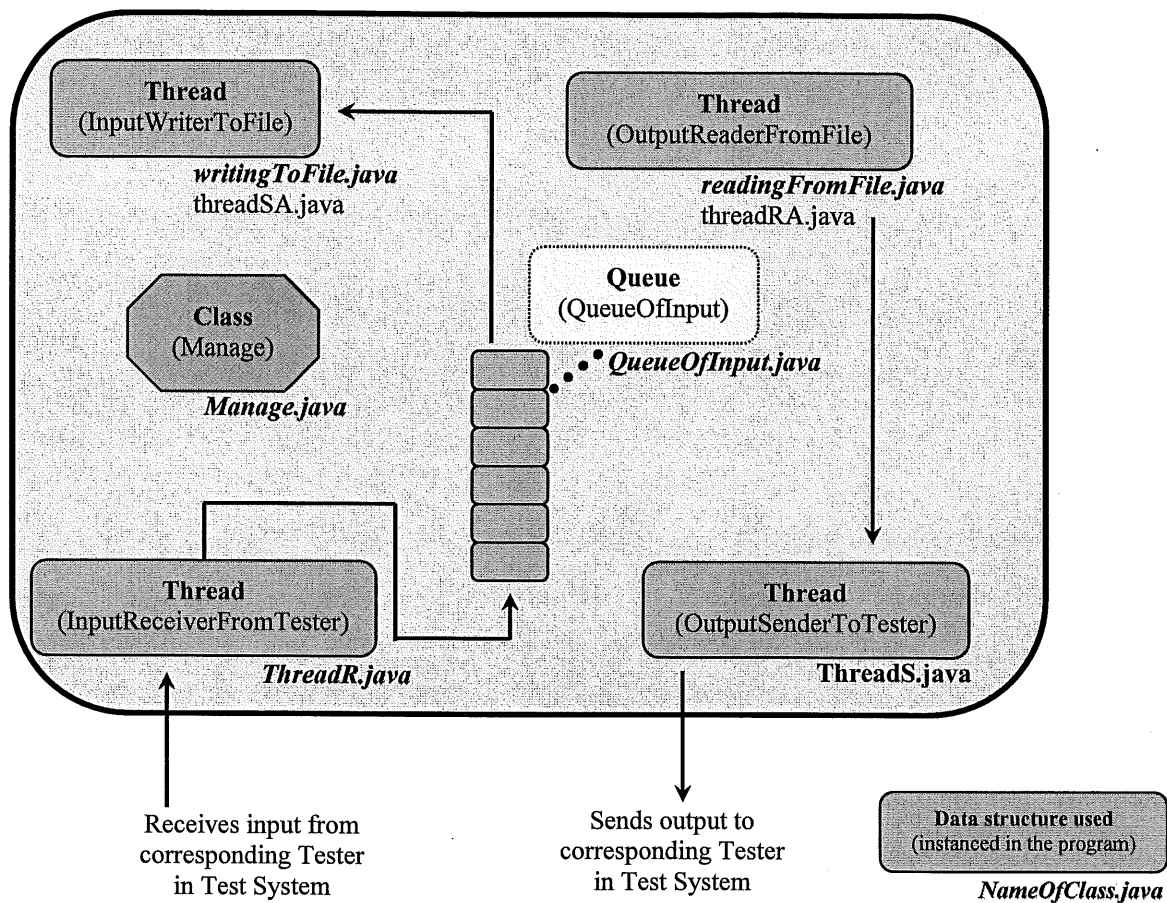 Thread
(InputWriterToFile)
writingToFile.java
threadSA.java
Thread
(OutputReaderFromFile)
readingFromFile.java
threadRA.java
Queue
(QueueOfInput)
QueueOfInput.java
Class
(Manage)
Manage.java
Thread
(InputReceiverFromTester)
ThreadR.java
Thread
(OutputSenderToTester)
ThreadS.java
Receives input from
corresponding Tester
in Test System
Sends output to
corresponding Tester
in Test System
Data structure used
(instanced in the program)
NameOfClass.java